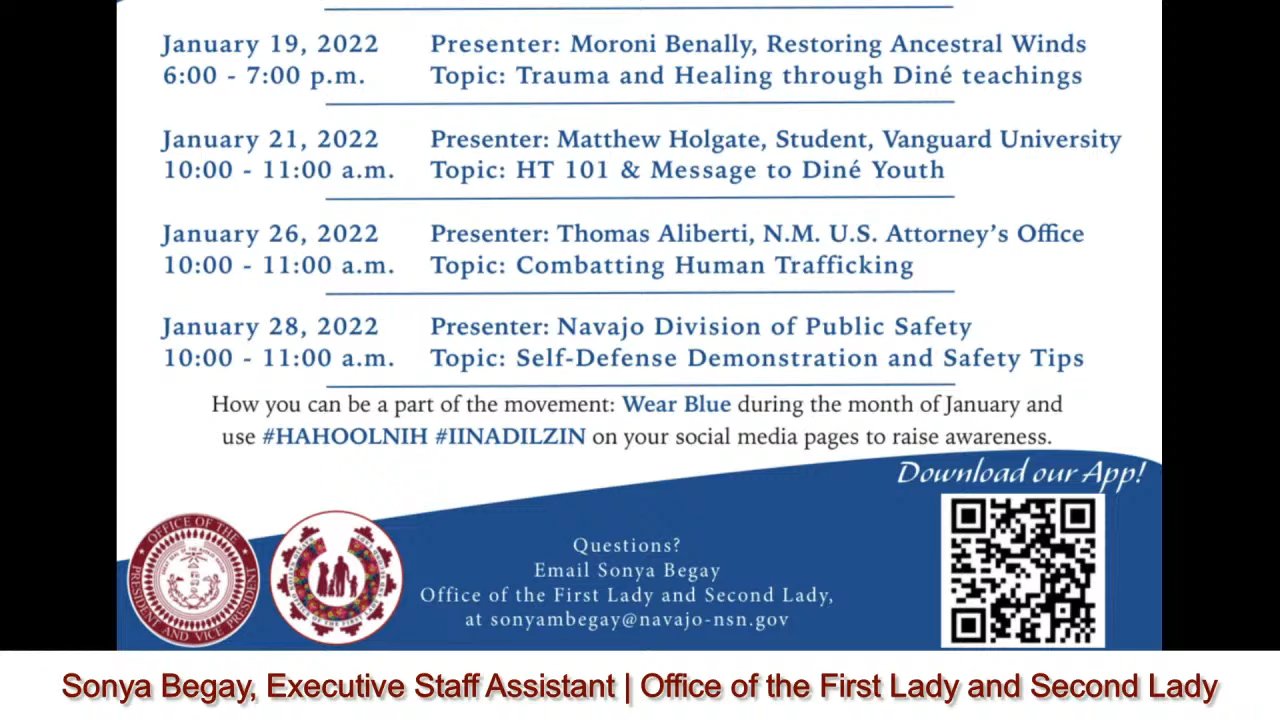 January 19, 2022 Presenter: Moroni Benally, Restoring Ancestral Winds
6:00 - 7:00 p.m. Topic: Trauma and Healing through Diné teachings
January 21, 2022 Presenter: Matthew Holgate, Student, Vanguard University
10:00 - 11:00 a.m. Topic: HT 101 & Message to Diné Youth
January 26, 2022 Presenter: Thomas Aliberti, N.M. U.S. Attorney's Office
10:00 - 11:00 a.m. Topic: Combatting Human Trafficking
January 28, 2022 Presenter: Navajo Division of Public Safety
10:00 - 11:00 a.m. Topic: Self-Defense Demonstration and Safety Tips
How you can be a part of the movement: Wear Blue during the month of January and
use #HAHOOLNIH #IINADILZIN on your social media pages to raise awareness.
Download our App!
OFFICE OF THE
PRESIDENT AND VICE PRESIDENT
Questions?
Email Sonya Begay
Office of the First Lady and Second Lady,
at sonyambegay@navajo-nsn.gov
Sonya Begay, Executive Staff Assistant | Office of the First Lady and Second Lady